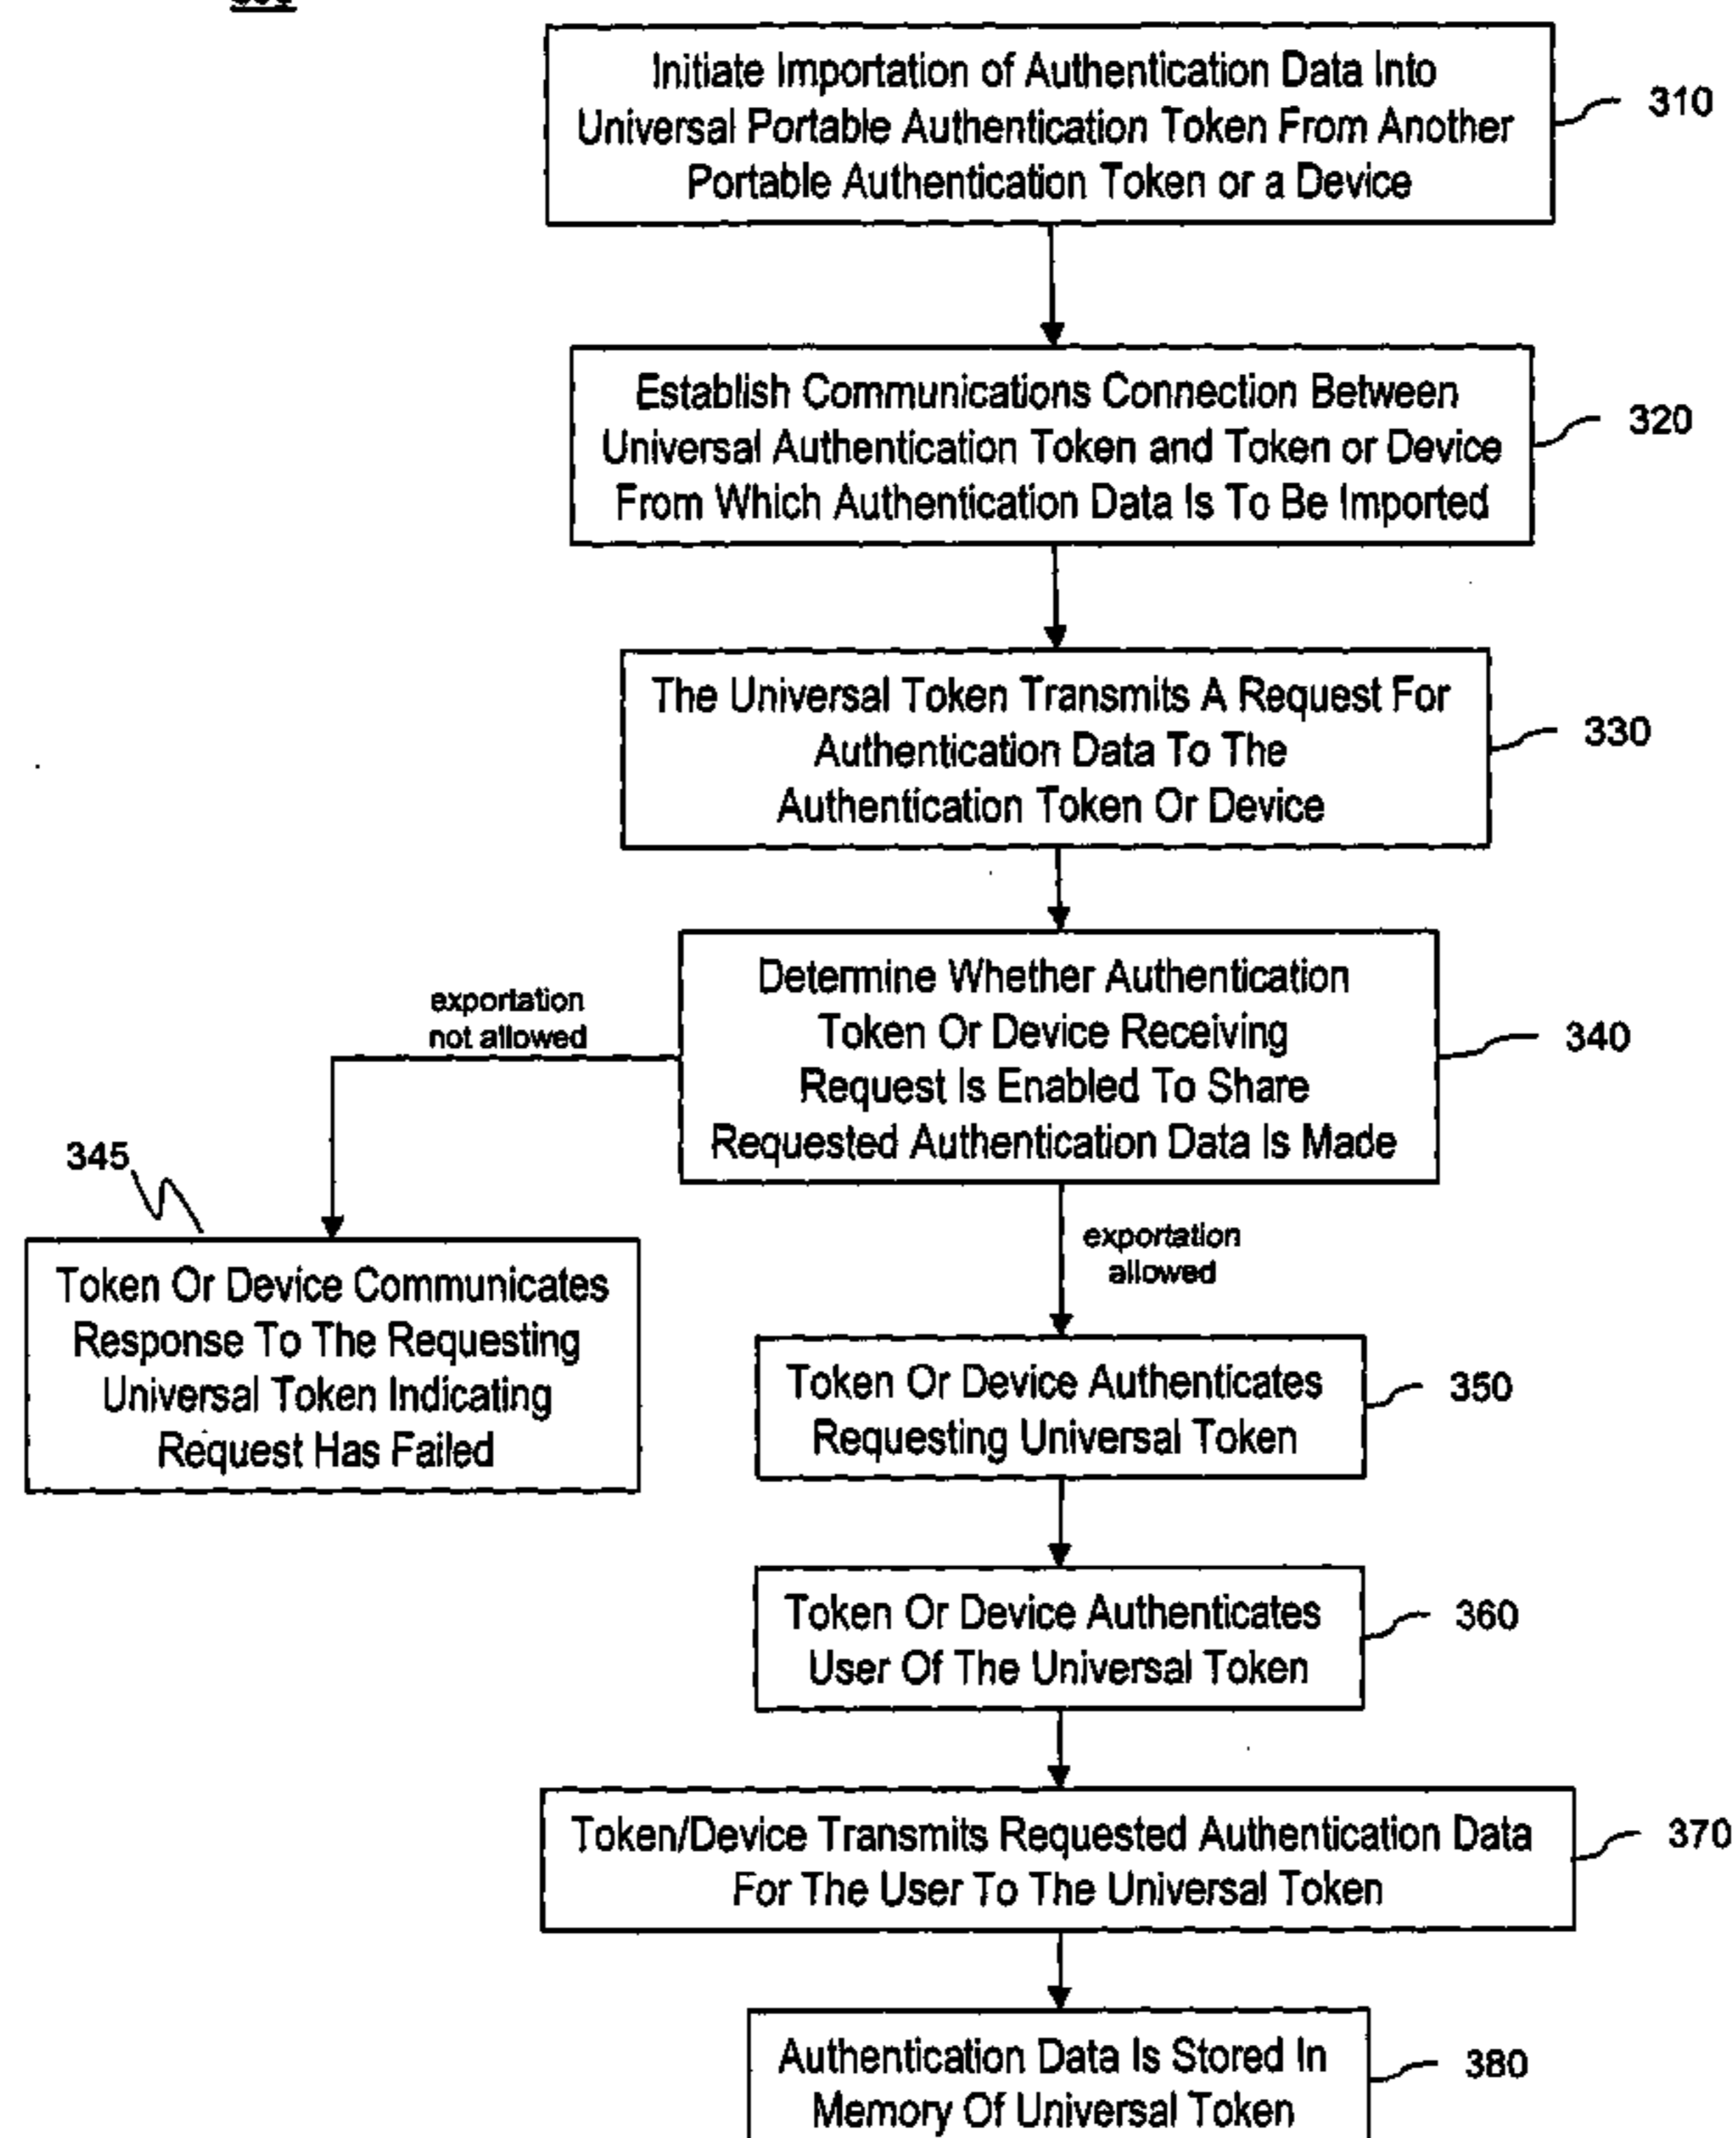 Initiate Importation of Authentication Data Into
Universal Portable Authentication Token From Another
Portable Authentication Token or a Device
310
Establish Communications Connection Between
Universal Authentication Token and Token or Device
From Which Authentication Data Is To Be Imported
320
The Universal Token Transmits A Request For
Authentication Data To The
Authentication Token Or Device
330
Determine Whether Authentication
Token Or Device Receiving
Request Is Enabled To Share
Requested Authentication Data Is Made
340
exportation
not allowed
345
Token Or Device Communicates
Response To The Requesting
Universal Token Indicating
Request Has Failed
exportation
allowed
Token Or Device Authenticates
Requesting Universal Token
350
Token Or Device Authenticates
User Of The Universal Token
360
Token/Device Transmits Requested Authentication Data
For The User To The Universal Token
370
Authentication Data Is Stored In
Memory Of Universal Token
380